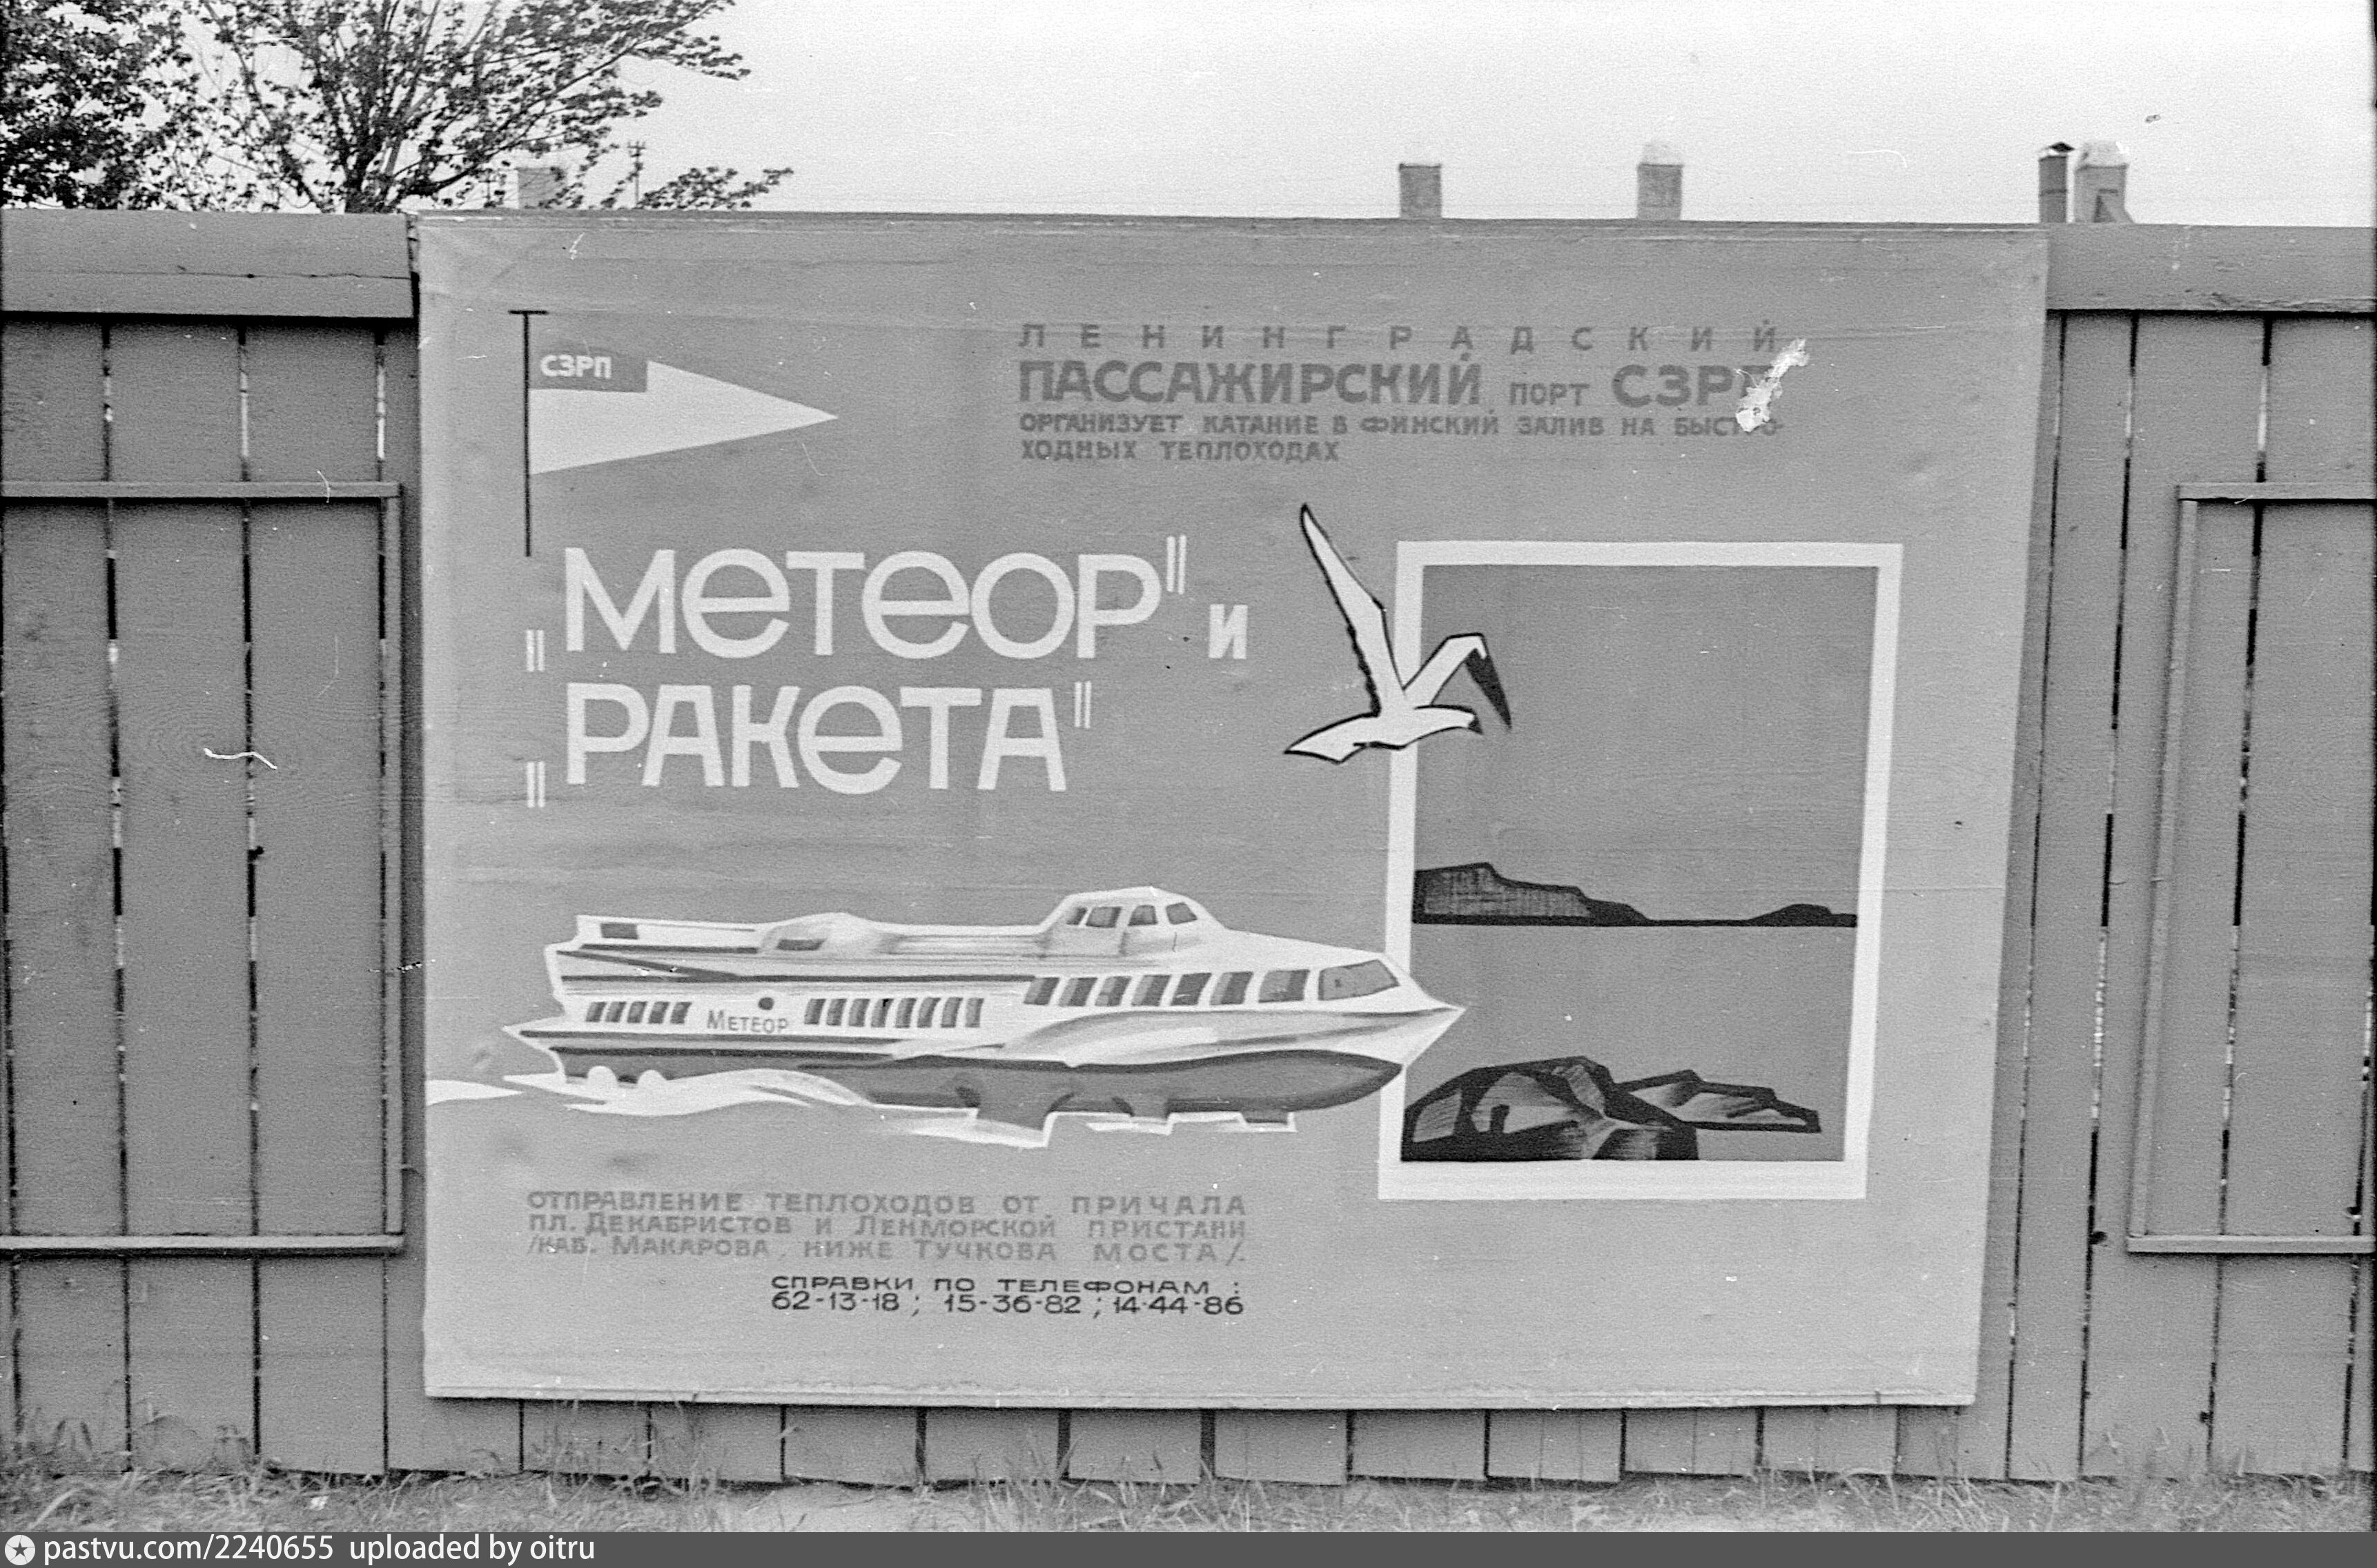 СЗРП
ЛЕНИНГРАДСКИЙ
ПАССАЖИРСКИЙ ПОРТ СЗРП
ОРГАНИЗУЕТ КАТАНИЕ В ФИНСКИЙ ЗАЛИВ НА БЫСТРО-
ХОДНЫХ ТЕПЛОХОДАХ
„МЕТЕОР" и
„РАКЕТА"
МЕТЕОР
ОТПРАВЛЕНИЕ ТЕПЛОХОДОВ ОТ ПРИЧАЛА
ПЛ. ДЕКАБРИСТОВ И ЛЕНМОРСКОЙ ПРИСТАНИ
/НАБ. МАКАРОВА, НИЖЕ ТУЧКОВА МОСТА/.
СПРАВКИ ПО ТЕЛЕФОНАМ :
62-13-18 ; 15-36-82 ; 14-44-86
pastvu.com/2240655 uploaded by oitru